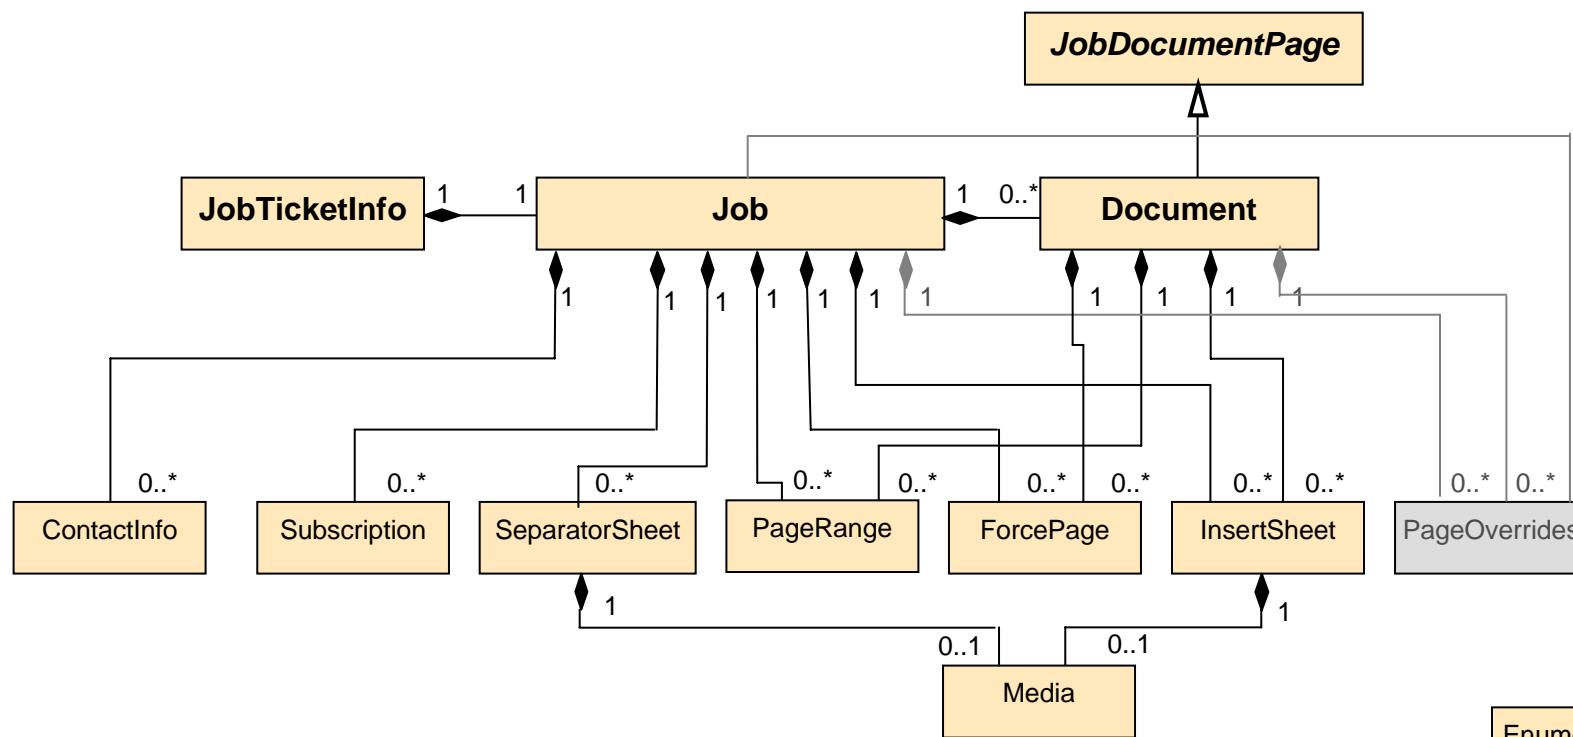 JobDocumentPage
JobTicketInfo
1
1
Job
1
0..*
Document
1
1
1
1
1
1
1
1
1
1
1
0..*
0..*
0..*
0..*
0..*
0..*
0..*
0..*
0..*
0..*
0..*
ContactInfo
Subscription
SeparatorSheet
PageRange
ForcePage
InsertSheet
PageOverrides
1
1
0..1
0..1
Media